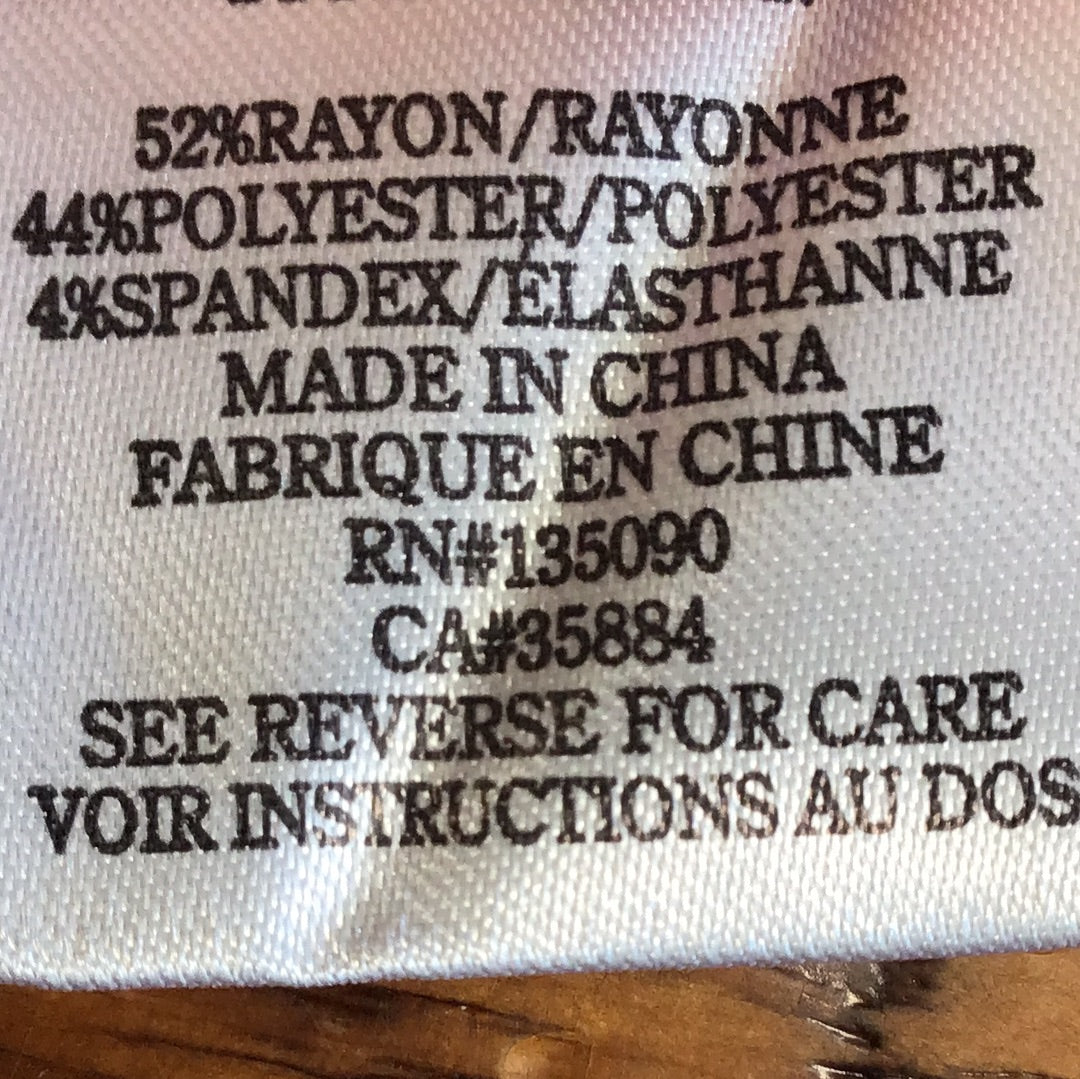 52%RAYON/RAYONNE
44%POLYESTER/POLYESTER
4%SPANDEX/ÉLASTHANNE
MADE IN CHINA
FABRIQUE EN CHINE
RN#135090
CA#35884
SEE REVERSE FOR CARE
VOIR INSTRUCTIONS AU DOS